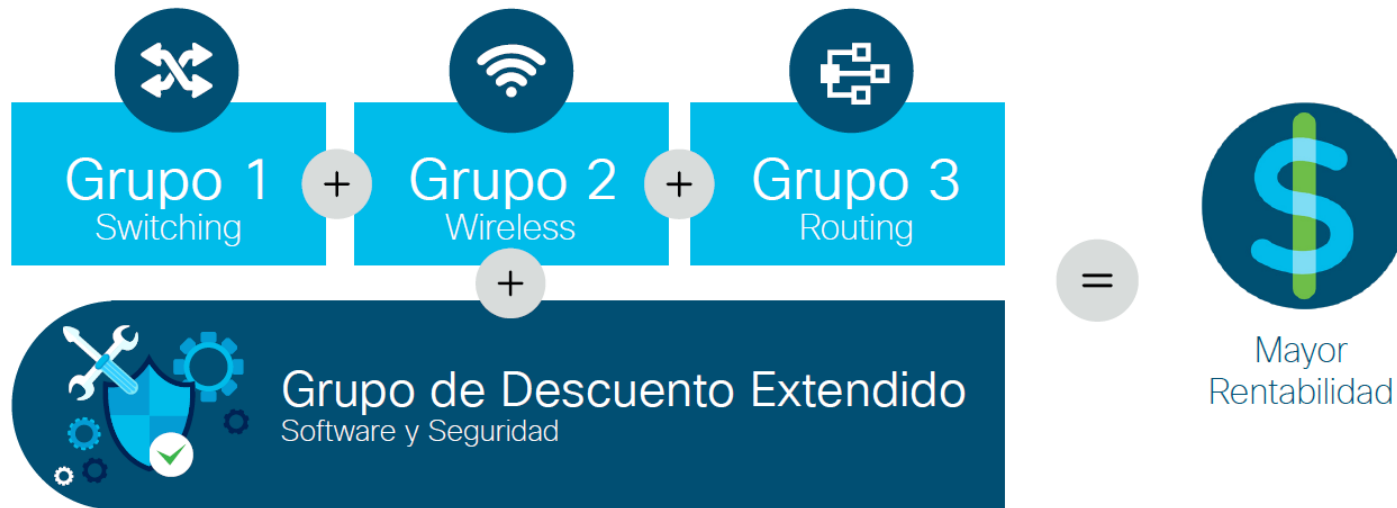 Grupo 1
Switching
+
Grupo 2
Wireless
+
Grupo 3
Routing
+
Grupo de Descuento Extendido
Software y Seguridad
=
$
Mayor
Rentabilidad